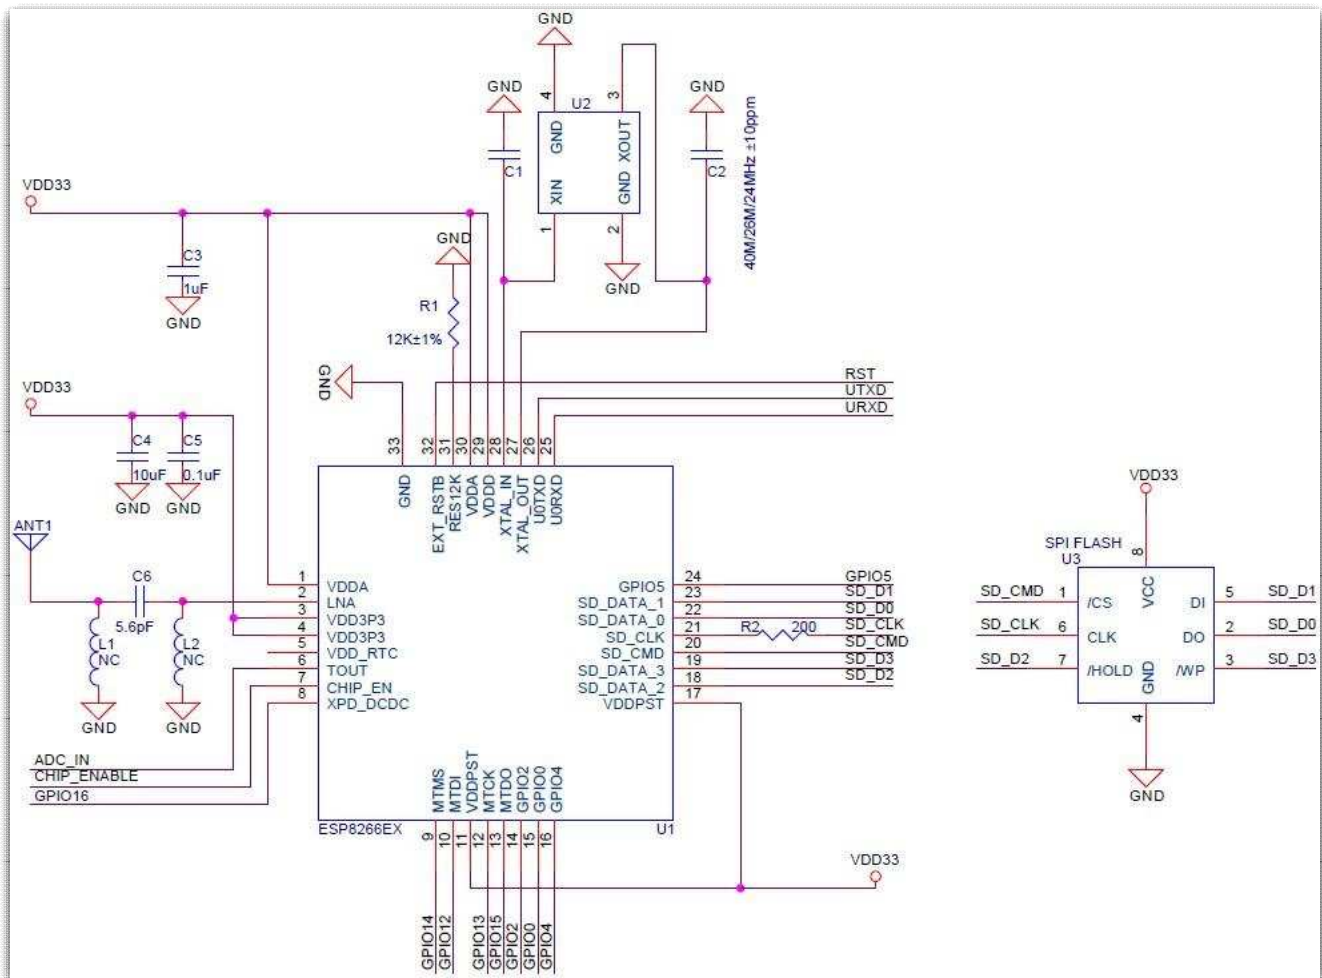 GND
GND
GND
4
U2
3
GND
XOUT
XIN
GND
C1
C2
1
2
40M/26M/24MHz ±10ppm
GND
VDD33
C3
1uF
GND
GND
R1
12K±1%
GND
RST
UTXD
URXD
VDD33
C4
10uF
GND
C5
0.1uF
GND
33
32
31
30
29
28
27
26
25
GND
EXT_RSTB
RES12K
VDDA
VDDD
XTAL_IN
XTAL_OUT
U0TXD
U0RXD
ANT1
C6
5.6pF
L1
NC
L2
NC
GND
GND
1 VDDA
2 LNA
3 VDD3P3
4 VDD3P3
5 VDD_RTC
6 TOUT
7 CHIP_EN
8 XPD_DCDC
GPIO5 24 GPIO5
SD_DATA_1 23 SD_D1
SD_DATA_0 22 SD_D0
SD_CLK 21 R2 200 SD_CLK
SD_CMD 20 SD_CMD
SD_DATA_3 19 SD_D3
SD_DATA_2 18 SD_D2
VDDPST 17
ADC_IN
CHIP_ENABLE
GPIO16
MTMS
MTDI
VDDPST
MTCK
MTDO
GPIO2
GPIO0
GPIO4
ESP8266EX
U1
9
10
11
12
13
14
15
16
GPIO14
GPIO12
GPIO13
GPIO15
GPIO2
GPIO0
GPIO4
VDD33
VDD33
SPI FLASH
U3
8
VCC
SD_CMD 1 /CS
SD_CLK 6 CLK
SD_D2 7 /HOLD
DI 5 SD_D1
DO 2 SD_D0
/WP 3 SD_D3
GND
4
GND